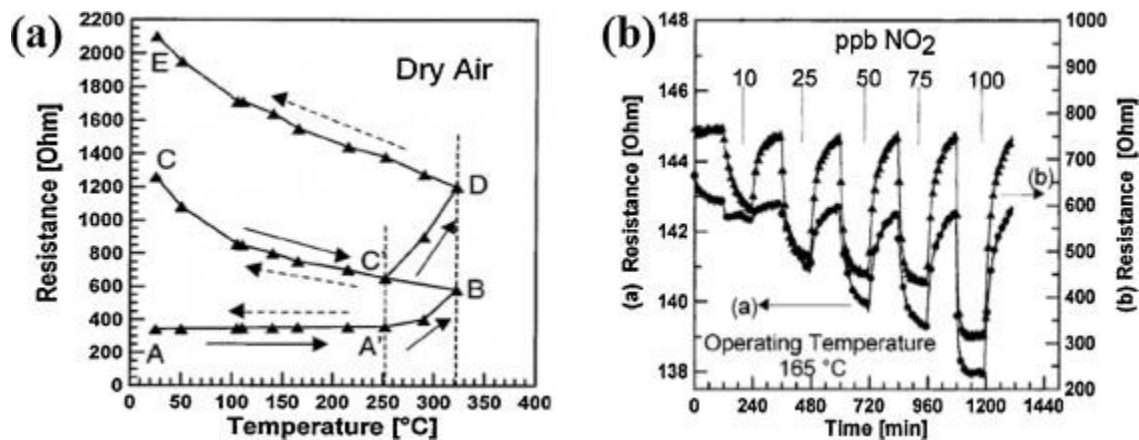 (a)
2200
2000
1800
1600
1400
1200
1000
800
600
400
200
0
Resistance [Ohm]
Dry Air
E
C
D
C'
B
A
A'
0 50 100 150 200 250 300 350 400
Temperature [°C]
(b)
ppb NO2
10 25 50 75 100
148
146
144
142
140
138
(a) Resistance [Ohm]
1000
900
800
700
600
500
400
300
200
(b) Resistance [Ohm]
(b)
(a)
Operating Temperature
165 °C
0 240 480 720 960 1200 1440
Time [min]